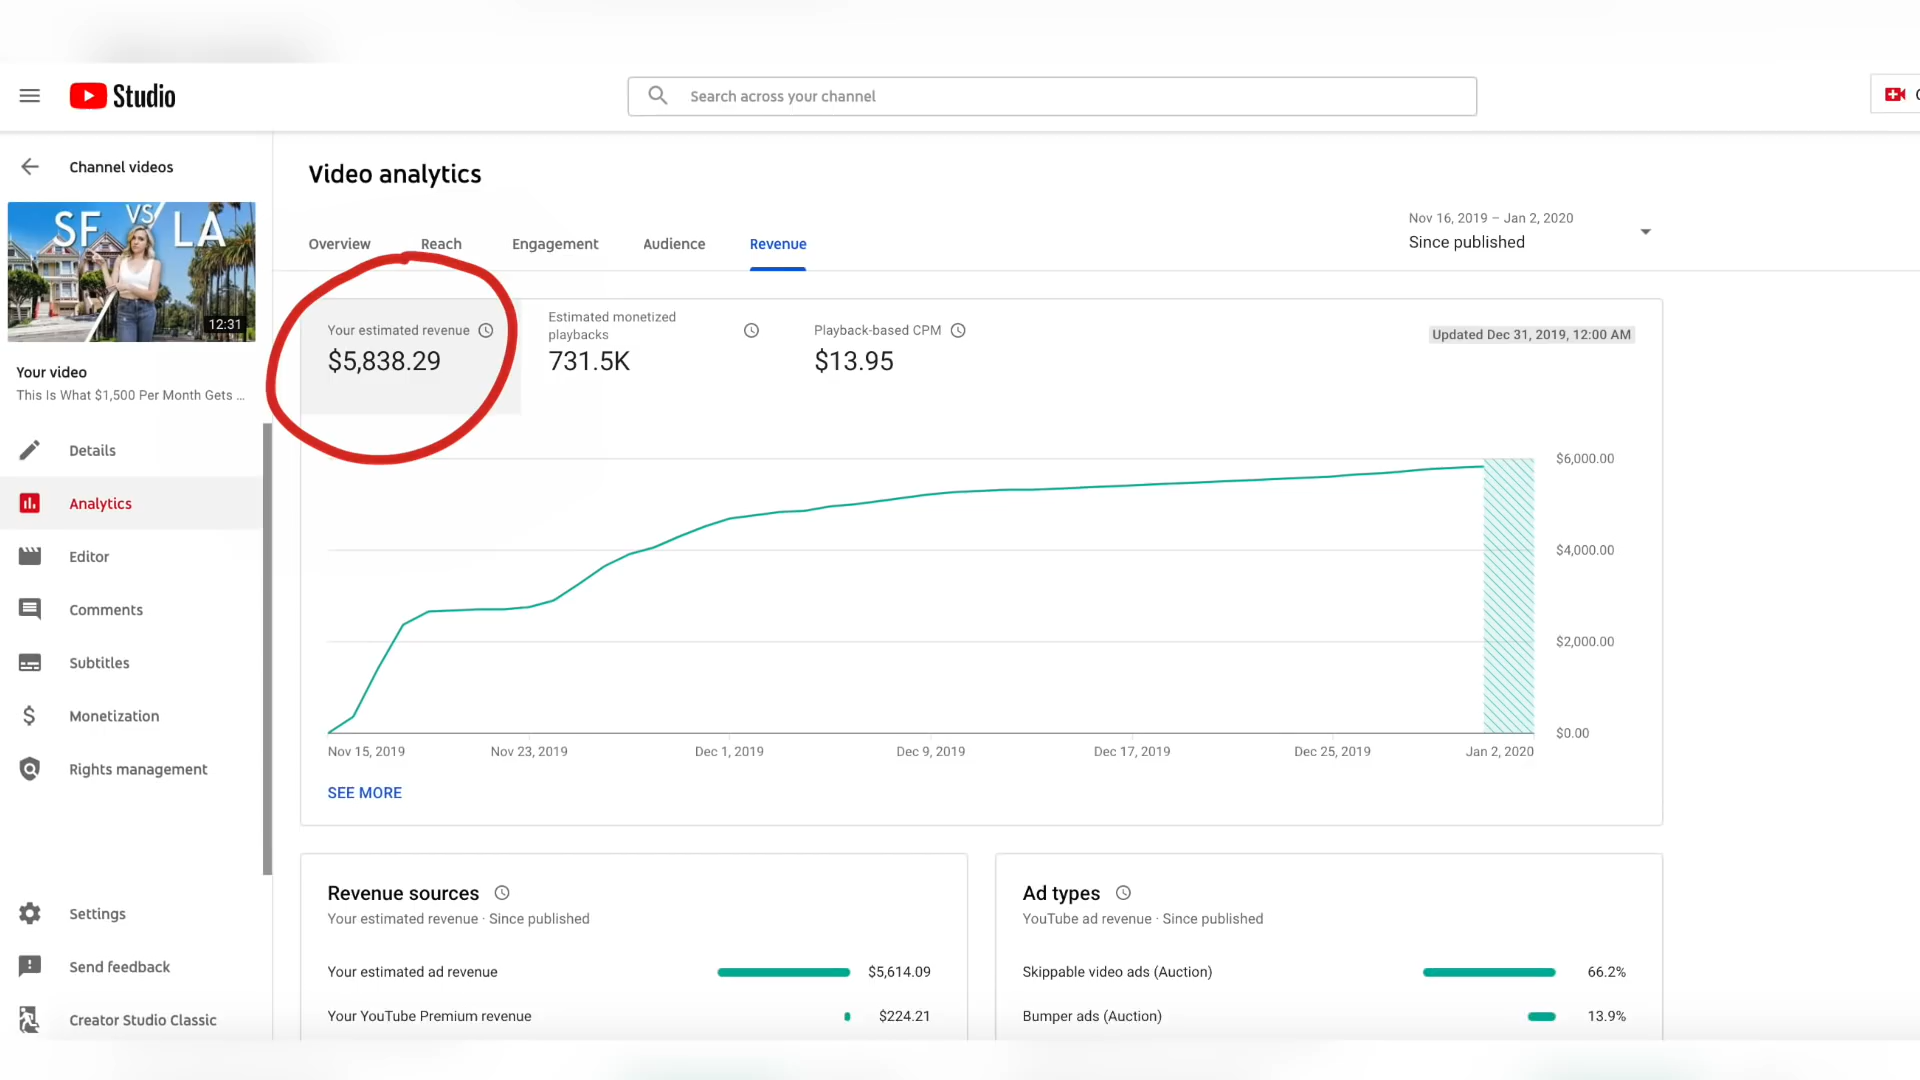 Studio
Search across your channel
C
Channel videos
SF VS LA
12:31
Your video
This Is What $1,500 Per Month Gets ...
Details
Analytics
Editor
Comments
Subtitles
Monetization
Rights management
Settings
Send feedback
Creator Studio Classic
Video analytics
Overview Reach Engagement Audience Revenue
Nov 16, 2019 – Jan 2, 2020
Since published
Your estimated revenue
$5,838.29
Estimated monetized
playbacks
731.5K
Playback-based CPM
$13.95
Updated Dec 31, 2019, 12:00 AM
$6,000.00
$4,000.00
$2,000.00
$0.00
Nov 15, 2019 Nov 23, 2019 Dec 1, 2019 Dec 9, 2019 Dec 17, 2019 Dec 25, 2019 Jan 2, 2020
SEE MORE
Revenue sources
Your estimated revenue · Since published
Your estimated ad revenue $5,614.09
Your YouTube Premium revenue $224.21
Ad types
YouTube ad revenue · Since published
Skippable video ads (Auction) 66.2%
Bumper ads (Auction) 13.9%